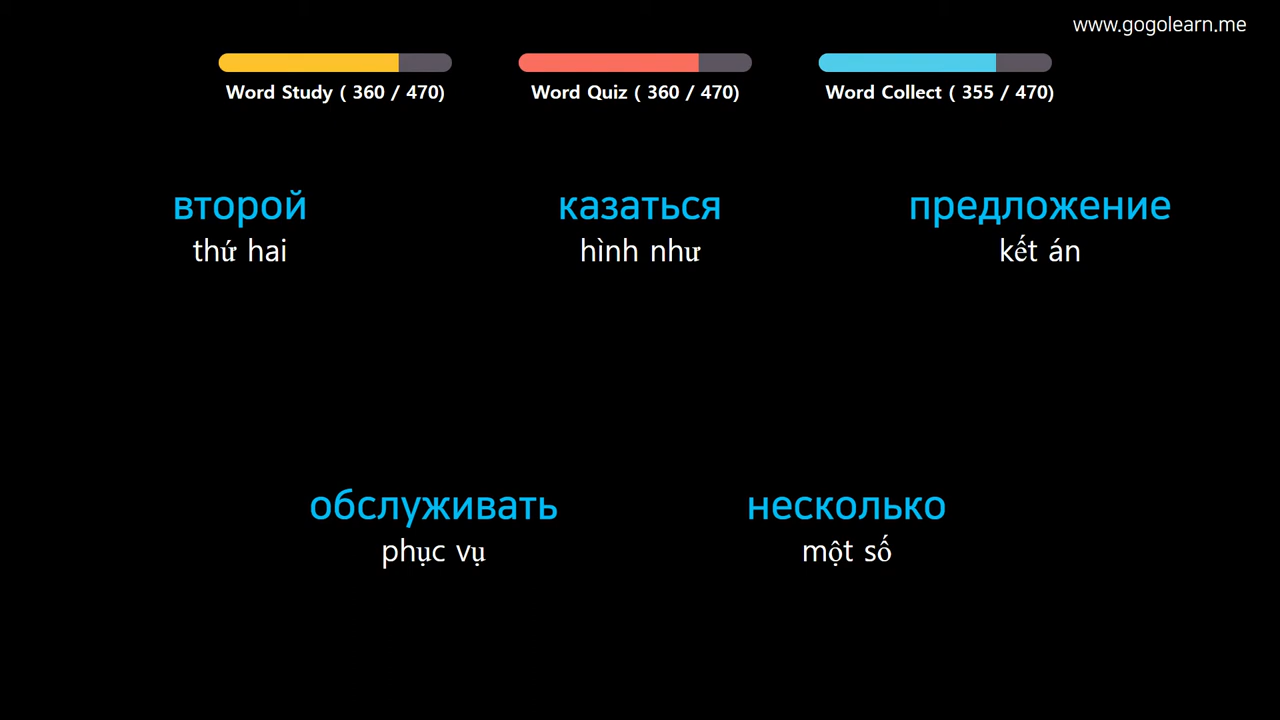 www.gogolearn.me
Word Study ( 360 / 470)
Word Quiz ( 360 / 470)
Word Collect ( 355 / 470)
второй
thứ hai
казаться
hình như
предложение
kết án
обслуживать
phục vụ
несколько
một số